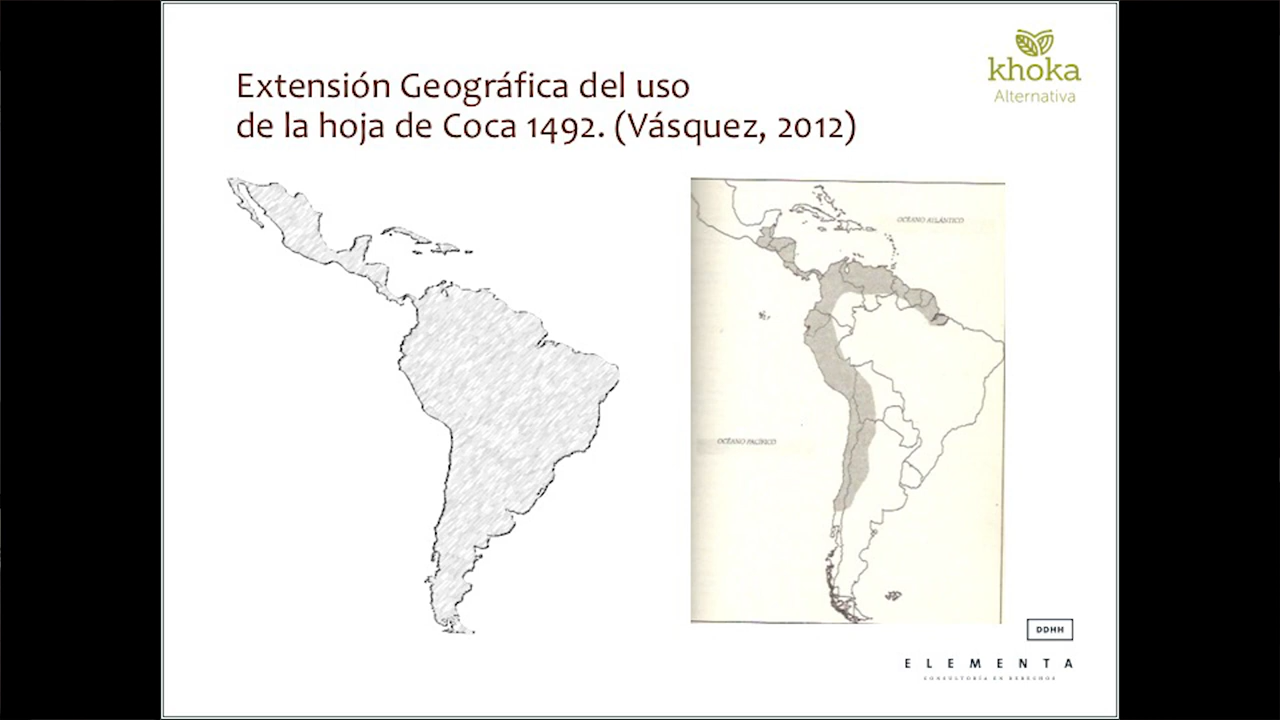 khoka
Alternativa
Extensión Geográfica del uso
de la hoja de Coca 1492. (Vásquez, 2012)
OCÉANO ATLÁNTICO
OCÉANO PACÍFICO
DDHH
ELEMENTA
CONSULTORÍA EN DERECHOS